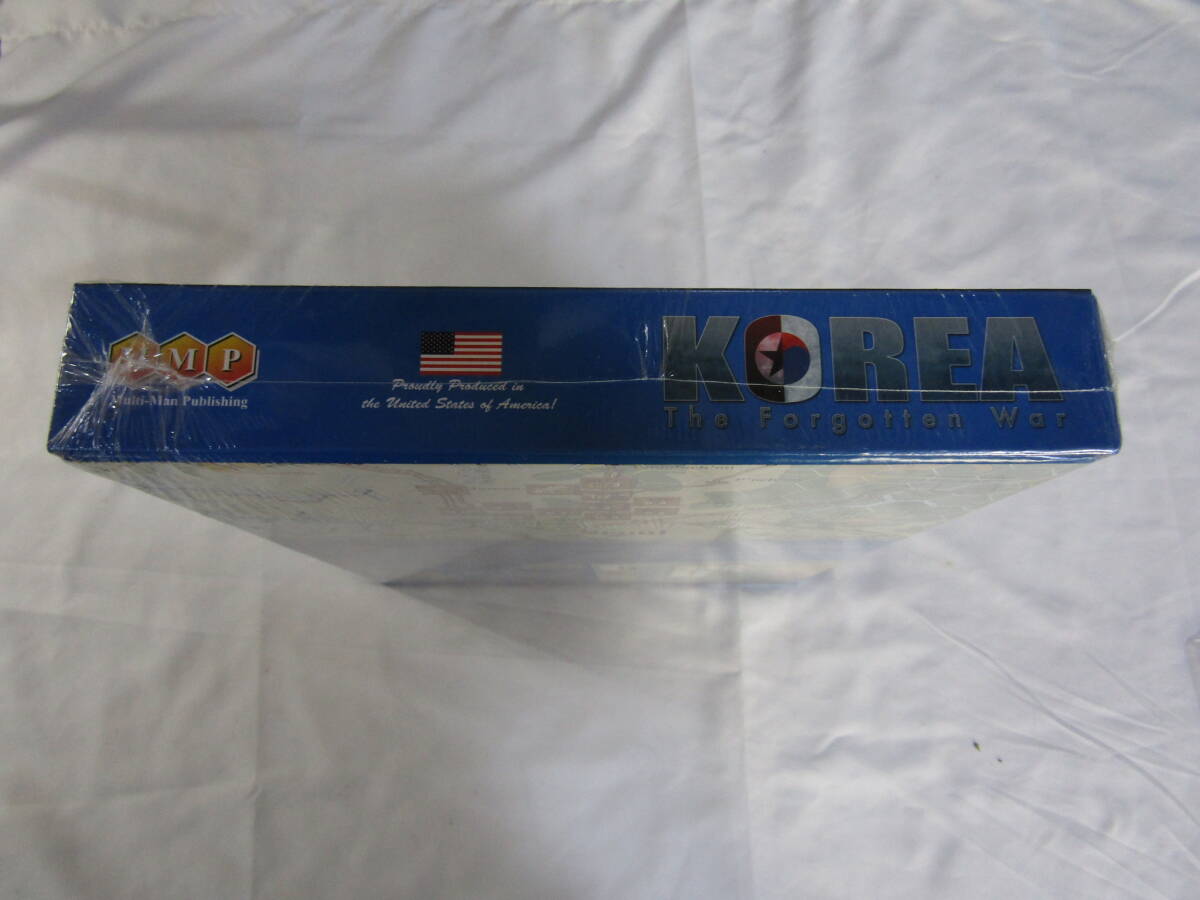 MMP
Multi-Man Publishing
Proudly Produced in
the United States of America!
KOREA
The Forgotten War